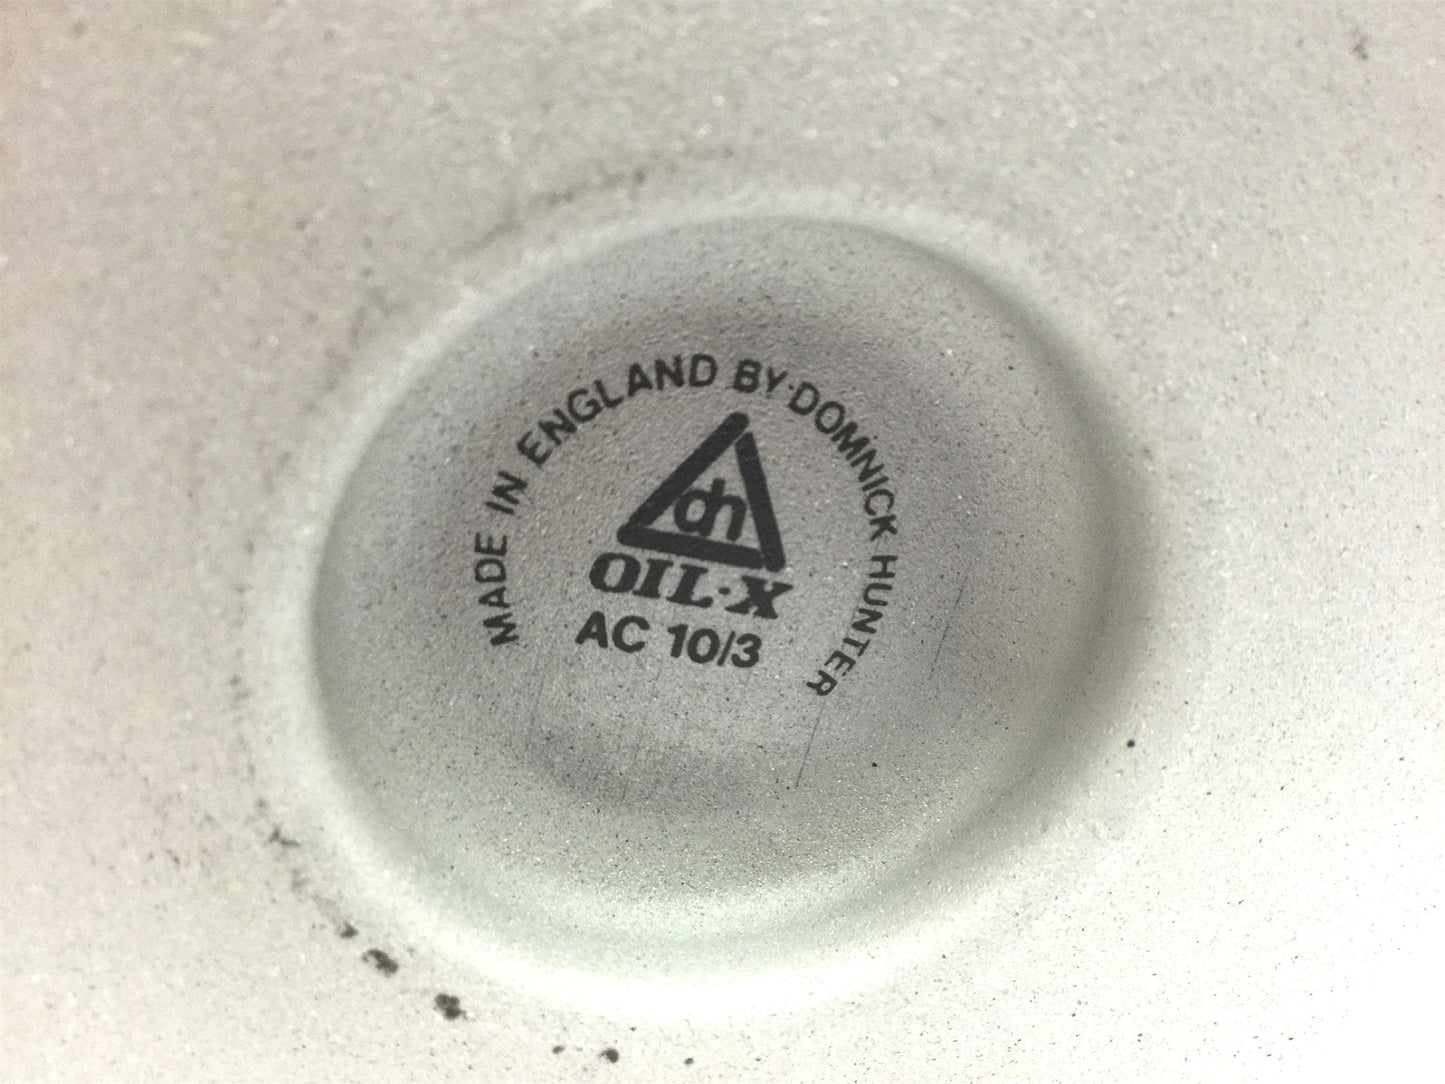 MADE IN ENGLAND BY·DOMNICK HUNTER
dh
OIL·X
AC 10/3